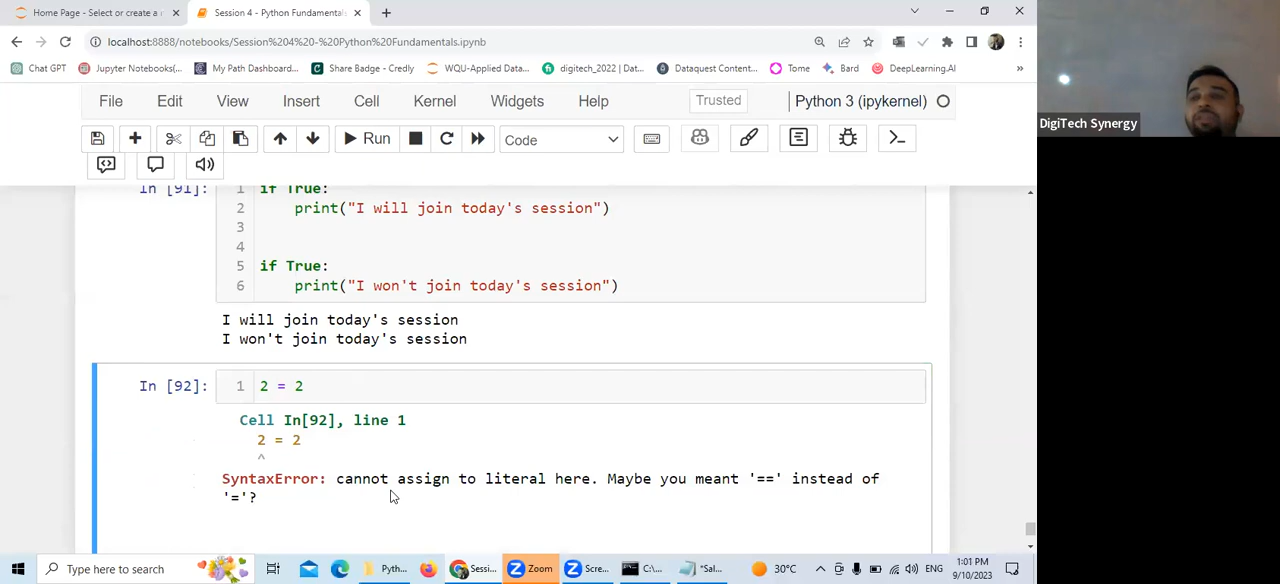 Home Page - Select or create a n
Session 4 - Python Fundamentals
localhost:8888/notebooks/Session%204%20-%20Python%20Fundamentals.ipynb
Chat GPT
Jupyter Notebooks(...
My Path Dashboard...
Share Badge - Credly
WQU-Applied Data...
digitech_2022 | Dat...
Dataquest Content...
Tome
Bard
DeepLearning.AI
»
File Edit View Insert Cell Kernel Widgets Help Trusted Python 3 (ipykernel)
Run Code
DigiTech Synergy
In [91]: 1 if True:
2 print("I will join today's session")
3
4
5 if True:
6 print("I won't join today's session")
I will join today's session
I won't join today's session
In [92]: 1 2 = 2
Cell In[92], line 1
2 = 2
^
SyntaxError: cannot assign to literal here. Maybe you meant '==' instead of
'='?
Type here to search
Pyth...
Sessi...
Zoom
Scre...
C:\...
*Sal...
30°C
ENG
1:01 PM
9/10/2023